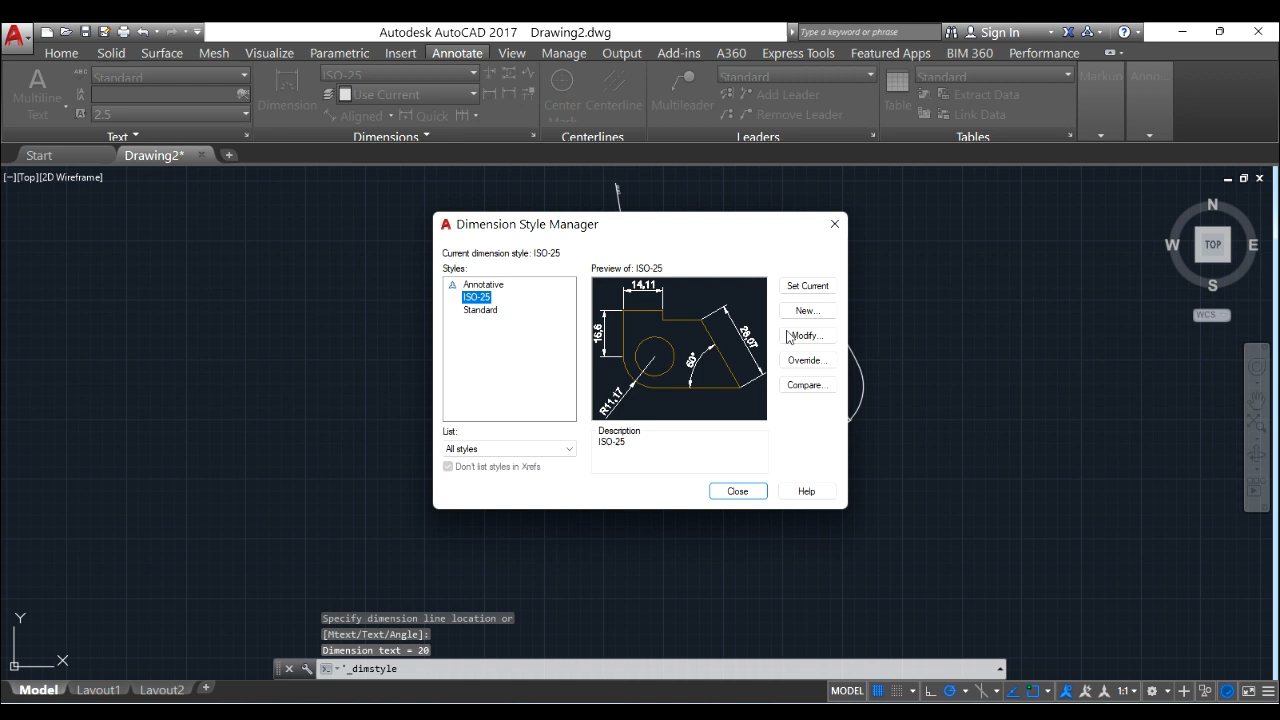 Autodesk AutoCAD 2017 Drawing2.dwg
Type a keyword or phrase
Sign In
Home Solid Surface Mesh Visualize Parametric Insert Annotate View Manage Output Add-ins A360 Express Tools Featured Apps BIM 360 Performance
Standard ISO-25 Standard Standard Markup Anno...
Multiline Text
2.5
Dimension
Use Current
Aligned Quick
Center Mark Centerline
Multileader
Add Leader
Remove Leader
Table
Extract Data
Link Data
Text Dimensions Centerlines Leaders Tables
Start Drawing2* +
[−][Top][2D Wireframe]
N
W TOP E
S
WCS
Dimension Style Manager
Current dimension style: ISO-25
Styles: Preview of: ISO-25
Annotative
ISO-25
Standard
14,11
16,6
28,07
60°
R11,17
Set Current
New...
Modify...
Override...
Compare...
List:
All styles
Don't list styles in Xrefs
Description
ISO-25
Close Help
Specify dimension line location or
[Mtext/Text/Angle]:
Dimension text = 20
'_dimstyle
Y
X
Model Layout1 Layout2 +
MODEL 1:1